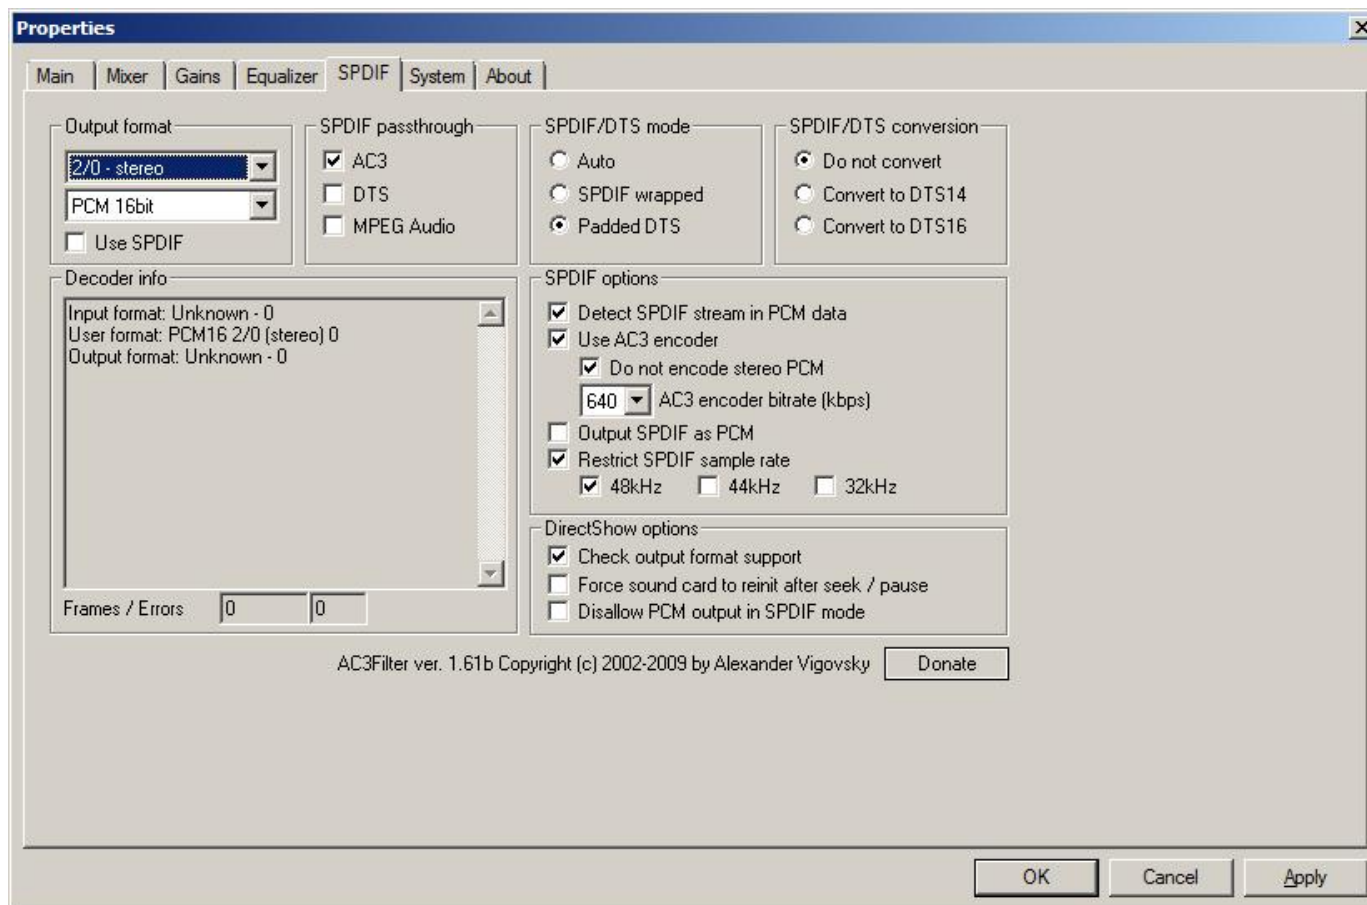 Properties
Main Mixer Gains Equalizer SPDIF System About
Output format
2/0 - stereo
PCM 16bit
Use SPDIF
SPDIF passthrough
AC3
DTS
MPEG Audio
SPDIF/DTS mode
Auto
SPDIF wrapped
Padded DTS
SPDIF/DTS conversion
Do not convert
Convert to DTS14
Convert to DTS16
Decoder info
Input format: Unknown - 0
User format: PCM16 2/0 (stereo) 0
Output format: Unknown - 0
Frames / Errors 0 0
SPDIF options
Detect SPDIF stream in PCM data
Use AC3 encoder
Do not encode stereo PCM
640 AC3 encoder bitrate (kbps)
Output SPDIF as PCM
Restrict SPDIF sample rate
48kHz 44kHz 32kHz
DirectShow options
Check output format support
Force sound card to reinit after seek / pause
Disallow PCM output in SPDIF mode
AC3Filter ver. 1.61b Copyright (c) 2002-2009 by Alexander Vigovsky Donate
OK Cancel Apply